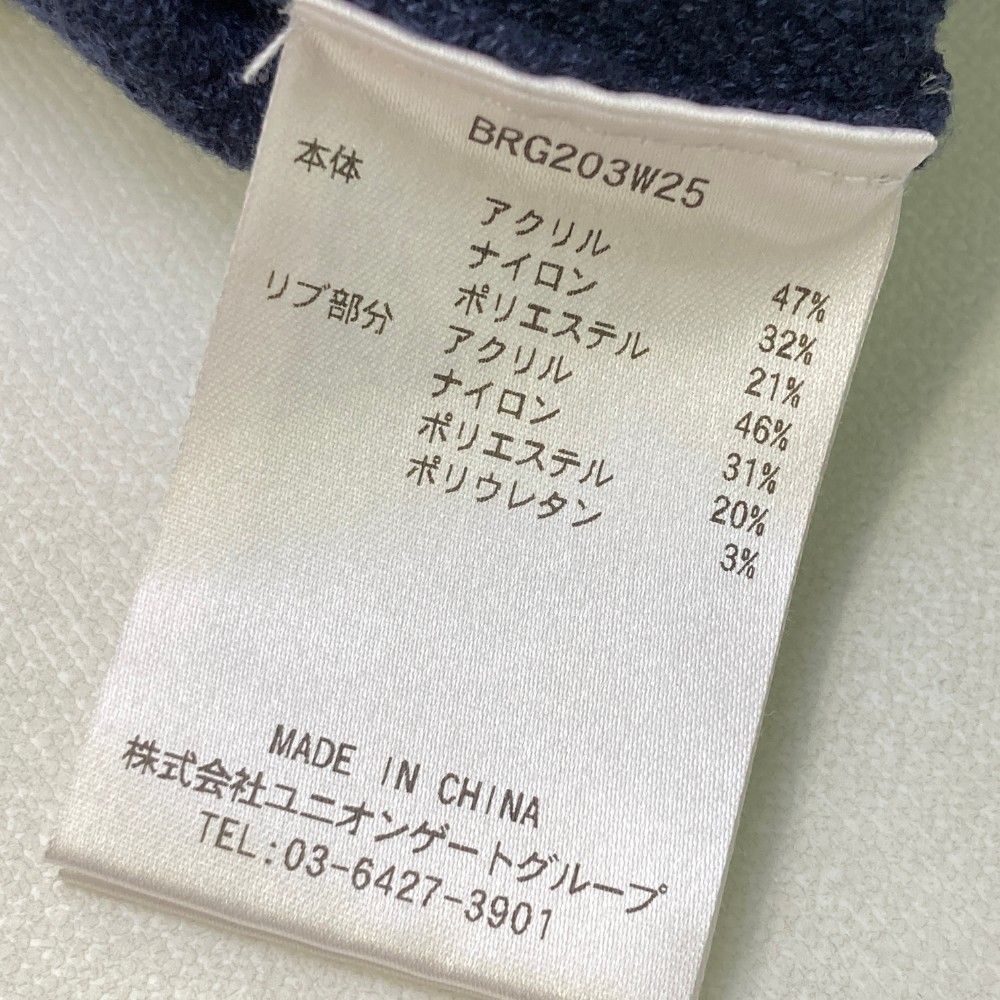 BRG203W25
本体 アクリル 47%
ナイロン 32%
ポリエステル 21%
リブ部分 アクリル 46%
ナイロン 31%
ポリエステル 20%
ポリウレタン 3%
MADE IN CHINA
株式会社ユニオンゲートグループ
TEL:03-6427-3901